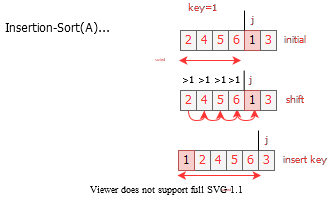 key=1
Insertion-Sort(A)...
j
2 4 5 6 1 3 initial
>1 >1 >1 >1 j
2 4 5 6 1 3 shift
j
1 2 4 5 6 3 insert key
Viewer does not support full SVG 1.1